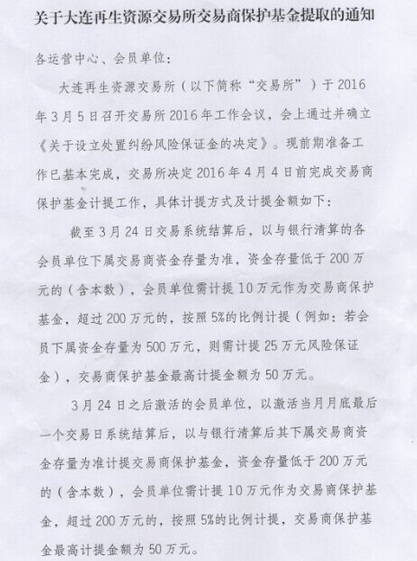 关于大连再生资源交易所交易商保护基金提取的通知
各运营中心、会员单位：
大连再生资源交易所（以下简称“交易所”）于2016
年3月5日召开交易所2016年工作会议，会上通过并确立
《关于设立处置纠纷风险保证金的决定》。现前期准备工
作已基本完成，交易所决定2016年4月4日前完成交易商
保护基金计提工作，具体计提方式及计提金额如下：
截至3月24日交易系统结算后，以与银行清算的各
会员单位下属交易商资金存量为准，资金存量低于200万
元的（含本数），会员单位需计提10万元作为交易商保护
基金，超过200万元的，按照5%的比例计提（例如：若会
员下属资金存量为500万元，则需计提25万元风险保证
金），交易商保护基金最高计提金额为50万元。
3月24日之后激活的会员单位，以激活当月月底最后
一个交易日系统结算后，以与银行清算后其下属交易商资
金存量为准计提交易商保护基金，资金存量低于200万元
的（含本数），会员单位需计提10万元作为交易商保护基
金，超过200万元的，按照5%的比例计提，交易商保护基
金最高计提金额为50万元。